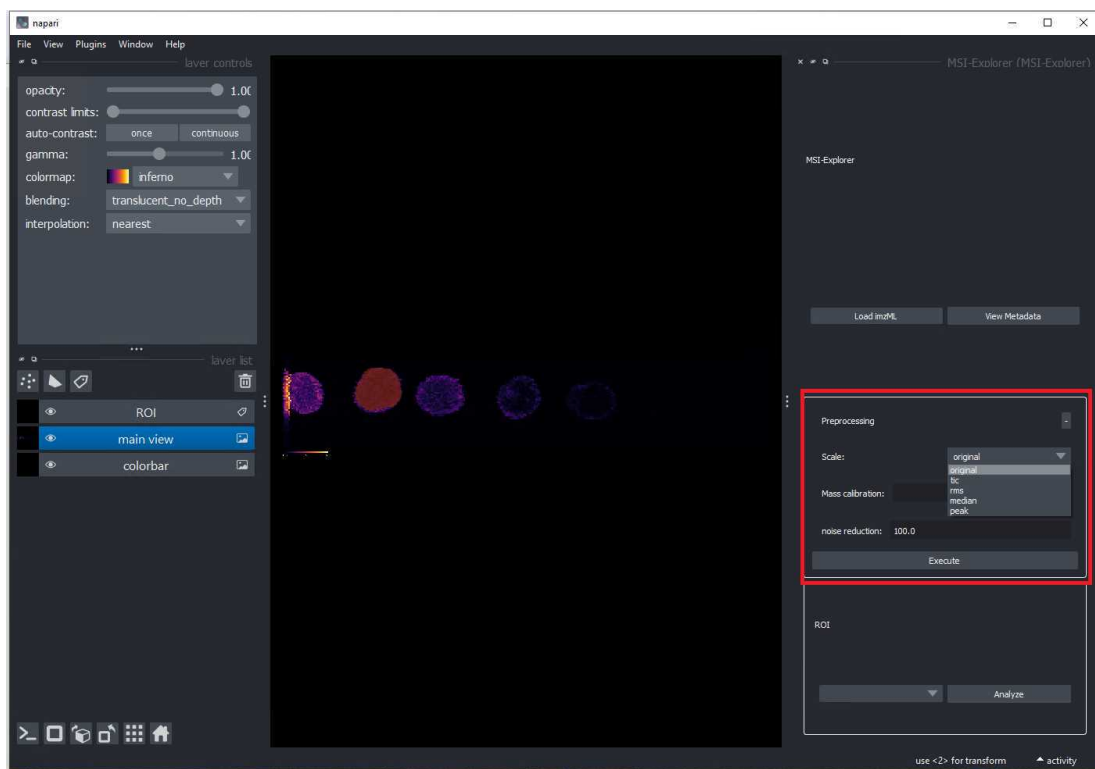 napari
File View Plugins Window Help
layer controls
opacity: 1.00
contrast limits:
auto-contrast: once continuous
gamma: 1.00
colormap: inferno
blending: translucent_no_depth
interpolation: nearest
layer list
ROI
main view
colorbar
MSI-Explorer (MSI-Explorer)
MSI-Explorer
Load imzML View Metadata
Preprocessing -
Scale: original
original
tic
rms
median
peak
Mass calibration:
noise reduction: 100.0
Execute
ROI
Analyze
use <2> for transform activity